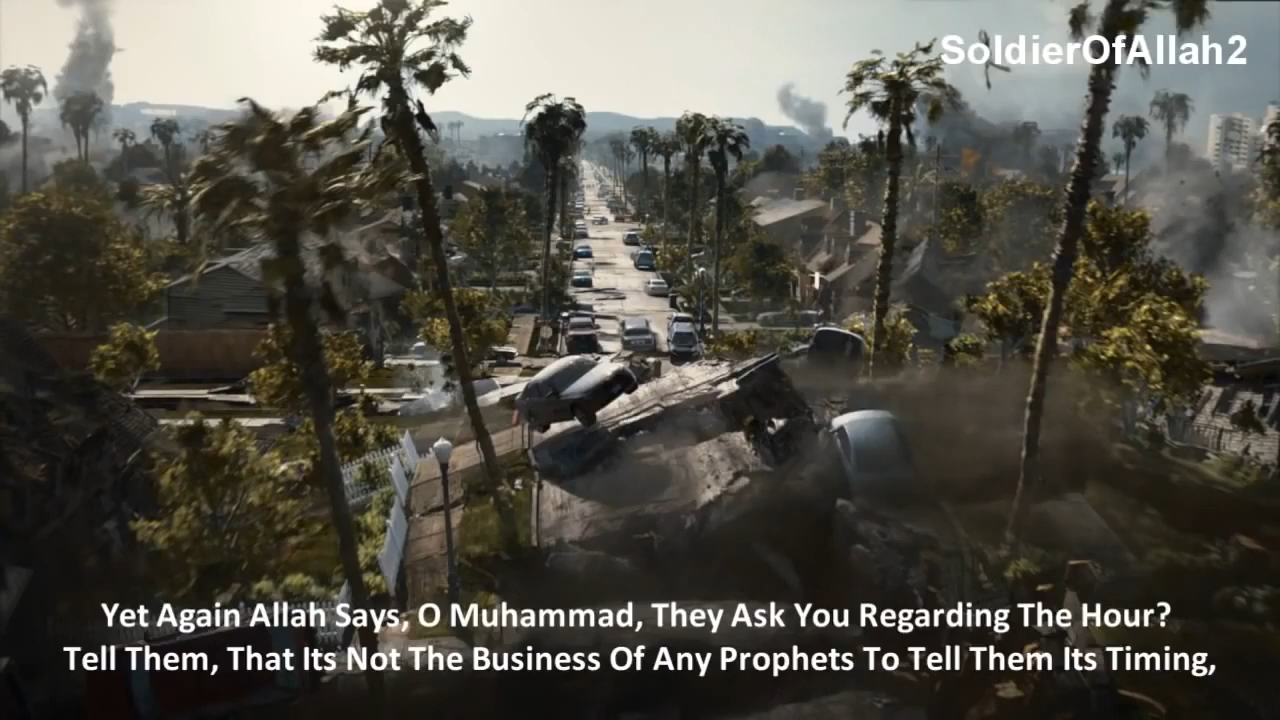 SoldierOfAllah2
Yet Again Allah Says, O Muhammad, They Ask You Regarding The Hour?
Tell Them, That Its Not The Business Of Any Prophets To Tell Them Its Timing,